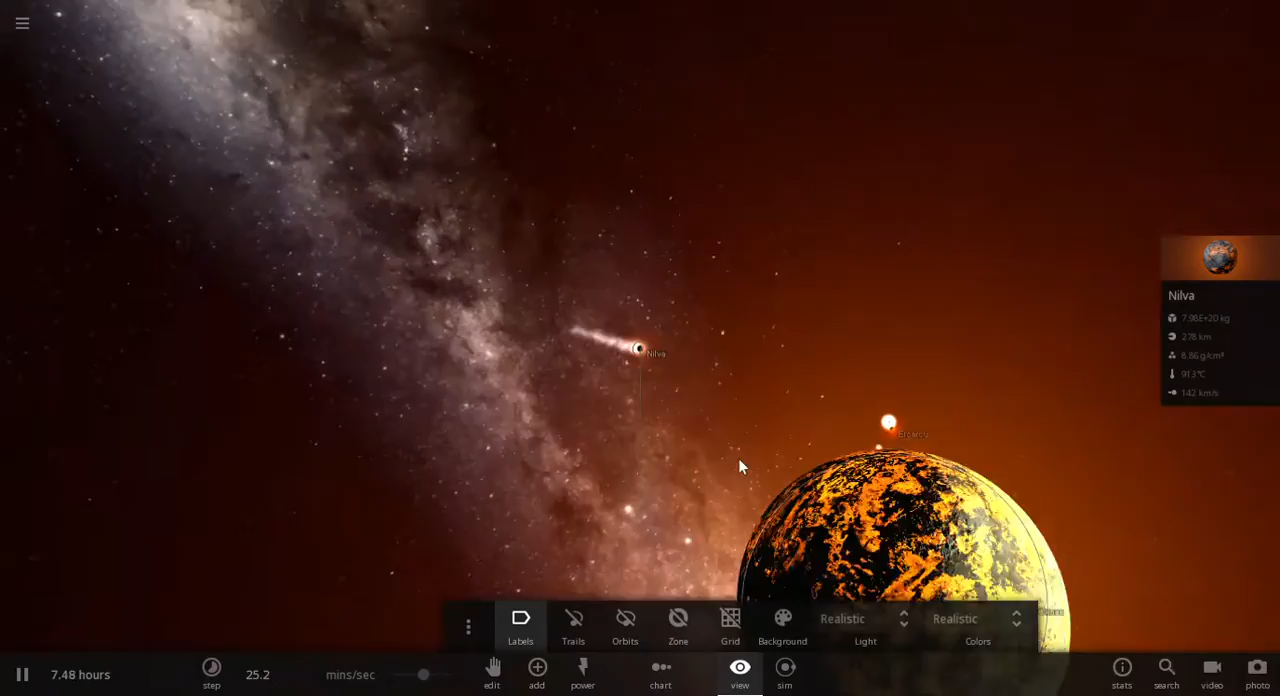 Nilva
Nilva
7.98E+20 kg
278 km
8.86 g/cm³
913°C
142 km/s
Labels
Trails
Orbits
Zone
Grid
Background
Realistic
Light
Realistic
Colors
7.48 hours
step
25.2
mins/sec
edit
add
power
chart
view
sim
stats
search
video
photo